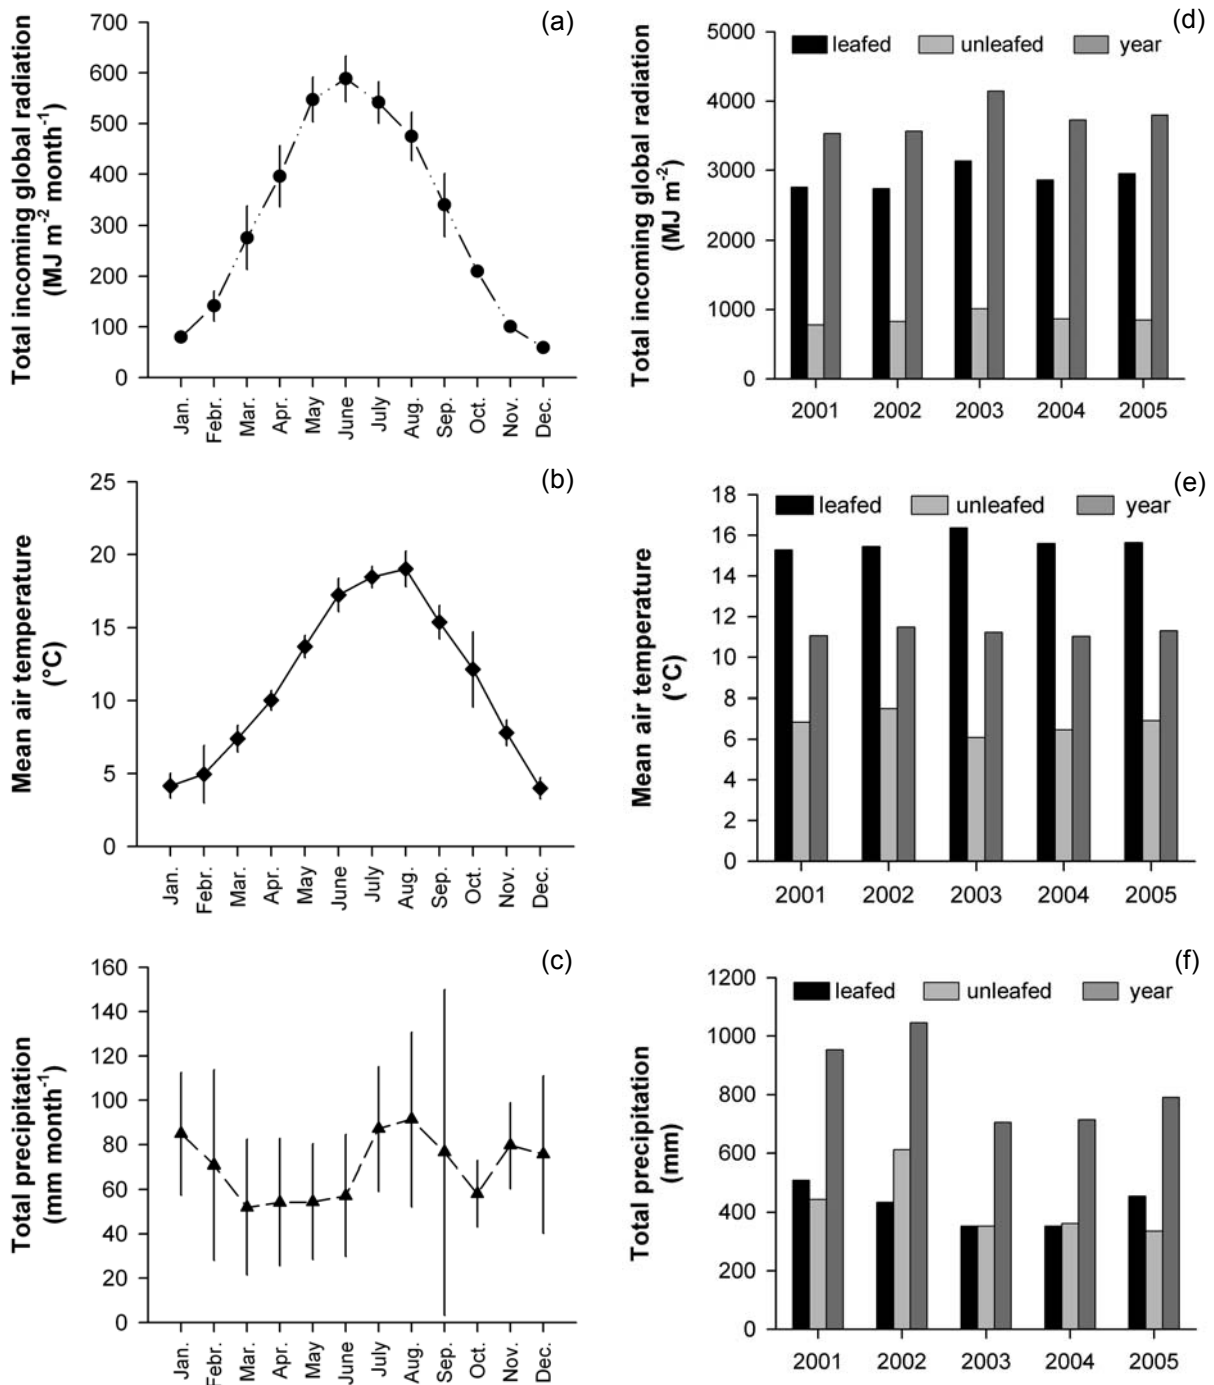 (a)
Total incoming global radiation
(MJ m⁻² month⁻¹)
700
600
500
400
300
200
100
0
Jan.
Febr.
Mar.
Apr.
May
June
July
Aug.
Sep.
Oct.
Nov.
Dec.
(d)
Total incoming global radiation
(MJ m⁻²)
leafed unleafed year
5000
4000
3000
2000
1000
0
2001 2002 2003 2004 2005
(b)
Mean air temperature
(°C)
25
20
15
10
5
0
Jan.
Febr.
Mar.
Apr.
May
June
July
Aug.
Sep.
Oct.
Nov.
Dec.
(e)
Mean air temperature
(°C)
leafed unleafed year
18
16
14
12
10
8
6
4
2
0
2001 2002 2003 2004 2005
(c)
Total precipitation
(mm month⁻¹)
160
140
120
100
80
60
40
20
0
Jan.
Febr.
Mar.
Apr.
May
June
July
Aug.
Sep.
Oct.
Nov.
Dec.
(f)
Total precipitation
(mm)
leafed unleafed year
1200
1000
800
600
400
200
0
2001 2002 2003 2004 2005